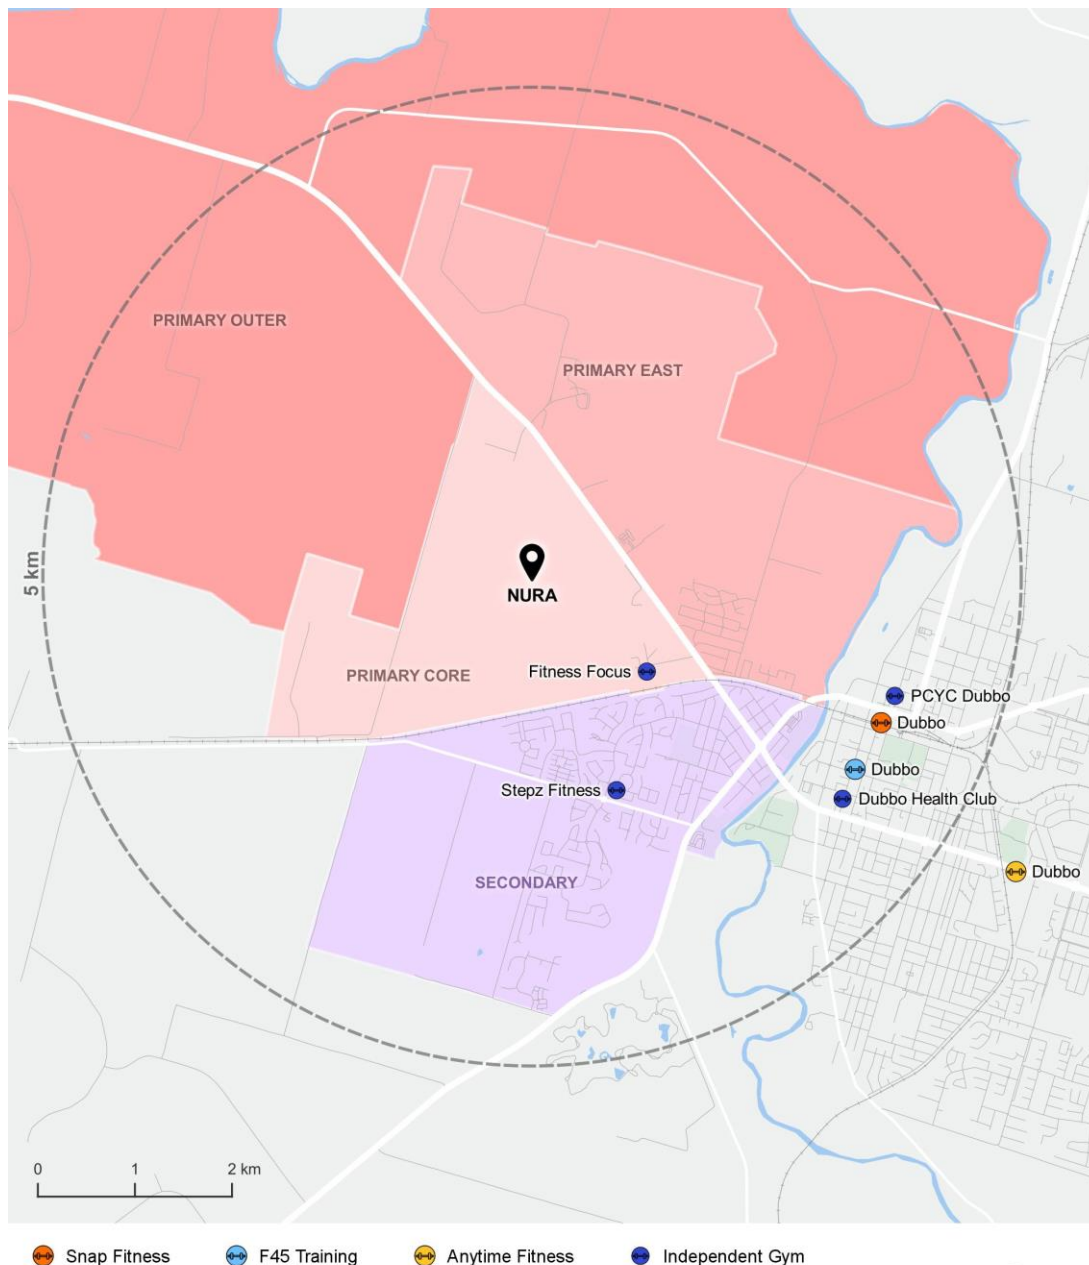 PRIMARY OUTER
PRIMARY EAST
5 km
NURA
Fitness Focus
PRIMARY CORE
PCYC Dubbo
Dubbo
Dubbo
Stepz Fitness
Dubbo Health Club
Dubbo
SECONDARY
0 1 2 km
Snap Fitness F45 Training Anytime Fitness Independent Gym